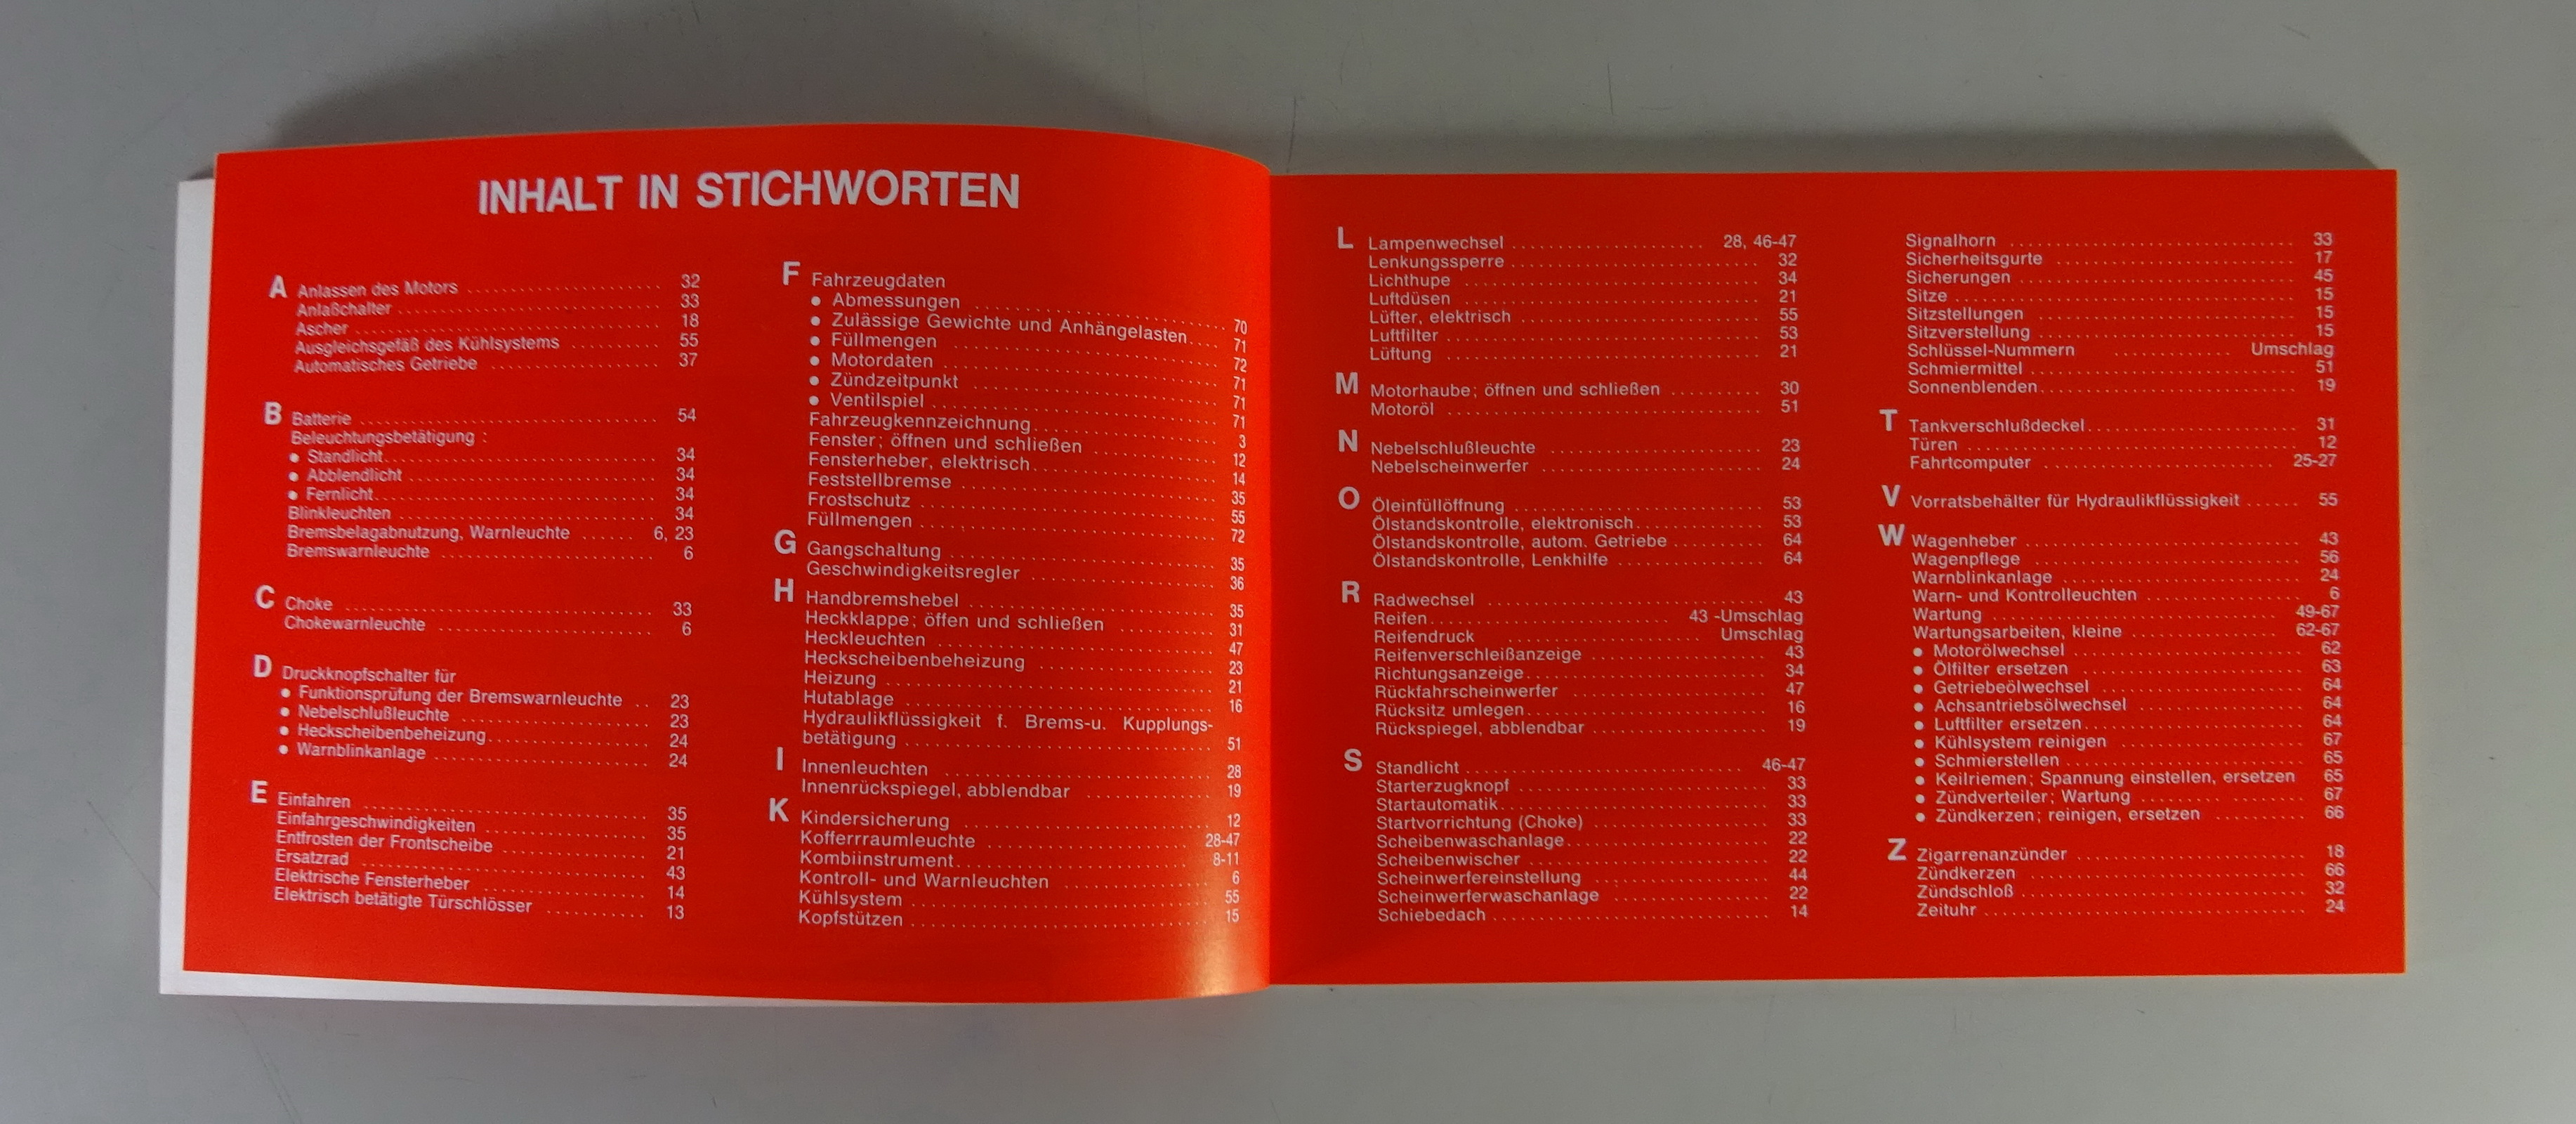 INHALT IN STICHWORTEN
A Anlassen des Motors 32
Anlaßschalter 33
Ascher 18
Ausgleichsgefäß des Kühlsystems 55
Automatisches Getriebe 37
B Batterie 54
Beleuchtungsbetätigung :
● Standlicht 34
● Abblendlicht 34
● Fernlicht 34
Blinkleuchten 34
Bremsbelagabnutzung, Warnleuchte 6, 23
Bremswarnleuchte 6
C Choke 33
Chokewarnleuchte 6
D Druckknopfschalter für
● Funktionsprüfung der Bremswarnleuchte 23
● Nebelschlußleuchte 23
● Heckscheibenbeheizung 24
● Warnblinkanlage 24
E Einfahren 35
Einfahrgeschwindigkeiten 35
Entfrosten der Frontscheibe 21
Ersatzrad 43
Elektrische Fensterheber 14
Elektrisch betätigte Türschlösser 13
F Fahrzeugdaten
● Abmessungen 70
● Zulässige Gewichte und Anhängelasten 71
● Füllmengen 72
● Motordaten 71
● Zündzeitpunkt 71
● Ventilspiel 71
Fahrzeugkennzeichnung 3
Fenster; öffnen und schließen 12
Fensterheber, elektrisch 14
Feststellbremse 35
Frostschutz 55
Füllmengen 72
G Gangschaltung 35
Geschwindigkeitsregler 36
H Handbremshebel 35
Heckklappe; öffen und schließen 31
Heckleuchten 47
Heckscheibenbeheizung 23
Heizung 21
Hutablage 16
Hydraulikflüssigkeit f. Brems-u. Kupplungs-
betätigung 51
I Innenleuchten 28
Innenrückspiegel, abblendbar 19
K Kindersicherung 12
Kofferrraumleuchte 28-47
Kombiinstrument 8-11
Kontroll- und Warnleuchten 6
Kühlsystem 55
Kopfstützen 15
L Lampenwechsel 28, 46-47
Lenkungssperre 32
Lichthupe 34
Luftdüsen 21
Lüfter, elektrisch 55
Luftfilter 53
Lüftung 21
M Motorhaube; öffnen und schließen 30
Motoröl 51
N Nebelschlußleuchte 23
Nebelscheinwerfer 24
O Öleinfüllöffnung 53
Ölstandskontrolle, elektronisch 53
Ölstandskontrolle, autom. Getriebe 64
Ölstandskontrolle, Lenkhilfe 64
R Radwechsel 43
Reifen 43 -Umschlag
Reifendruck Umschlag
Reifenverschleißanzeige 43
Richtungsanzeige 34
Rückfahrscheinwerfer 47
Rücksitz umlegen 16
Rückspiegel, abblendbar 19
S Standlicht 46-47
Starterzugknopf 33
Startautomatik 33
Startvorrichtung (Choke) 33
Scheibenwaschanlage 22
Scheibenwischer 22
Scheinwerfereinstellung 44
Scheinwerferwaschanlage 22
Schiebedach 14
Signalhorn 33
Sicherheitsgurte 17
Sicherungen 45
Sitze 15
Sitzstellungen 15
Sitzverstellung 15
Schlüssel-Nummern Umschlag
Schmiermittel 51
Sonnenblenden 19
T Tankverschlußdeckel 31
Türen 12
Fahrtcomputer 25-27
V Vorratsbehälter für Hydraulikflüssigkeit 55
W Wagenheber 43
Wagenpflege 56
Warnblinkanlage 24
Warn- und Kontrolleuchten 6
Wartung 49-67
Wartungsarbeiten, kleine 62-67
● Motorölwechsel 62
● Ölfilter ersetzen 63
● Getriebeölwechsel 64
● Achsantriebsölwechsel 64
● Luftfilter ersetzen 64
● Kühlsystem reinigen 67
● Schmierstellen 65
● Keilriemen; Spannung einstellen, ersetzen 65
● Zündverteiler; Wartung 67
● Zündkerzen; reinigen, ersetzen 66
Z Zigarrenanzünder 18
Zündkerzen 66
Zündschloß 32
Zeituhr 24